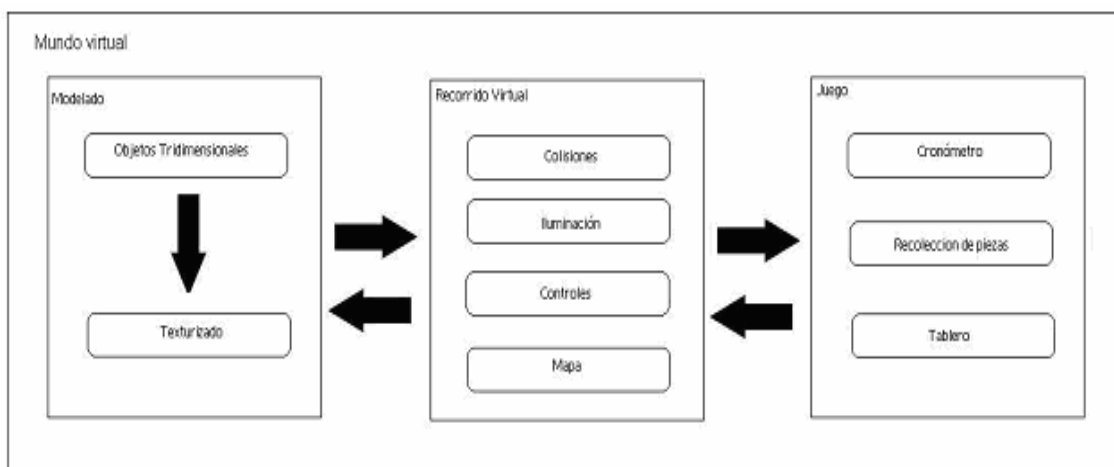 Mundo virtual
Modelado
Objetos Tridimensionales
Texturizado
Recorrido Virtual
Colisiones
Iluminación
Controles
Mapa
Juego
Cronómetro
Recoleccion de piezas
Tablero